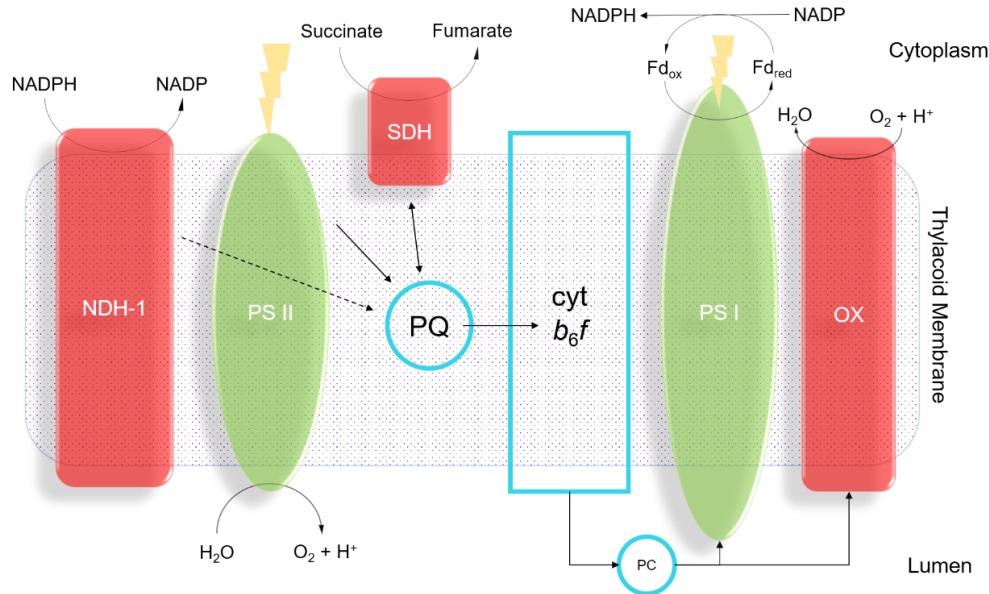 NADPH
NADP
Succinate
Fumarate
Cytoplasm
NADPH
NADP
Fdox
Fdred
SDH
H2O
O2 + H+
NDH-1
PS II
PQ
cyt
b6f
PS I
OX
Thylacoid Membrane
H2O
O2 + H+
PC
Lumen